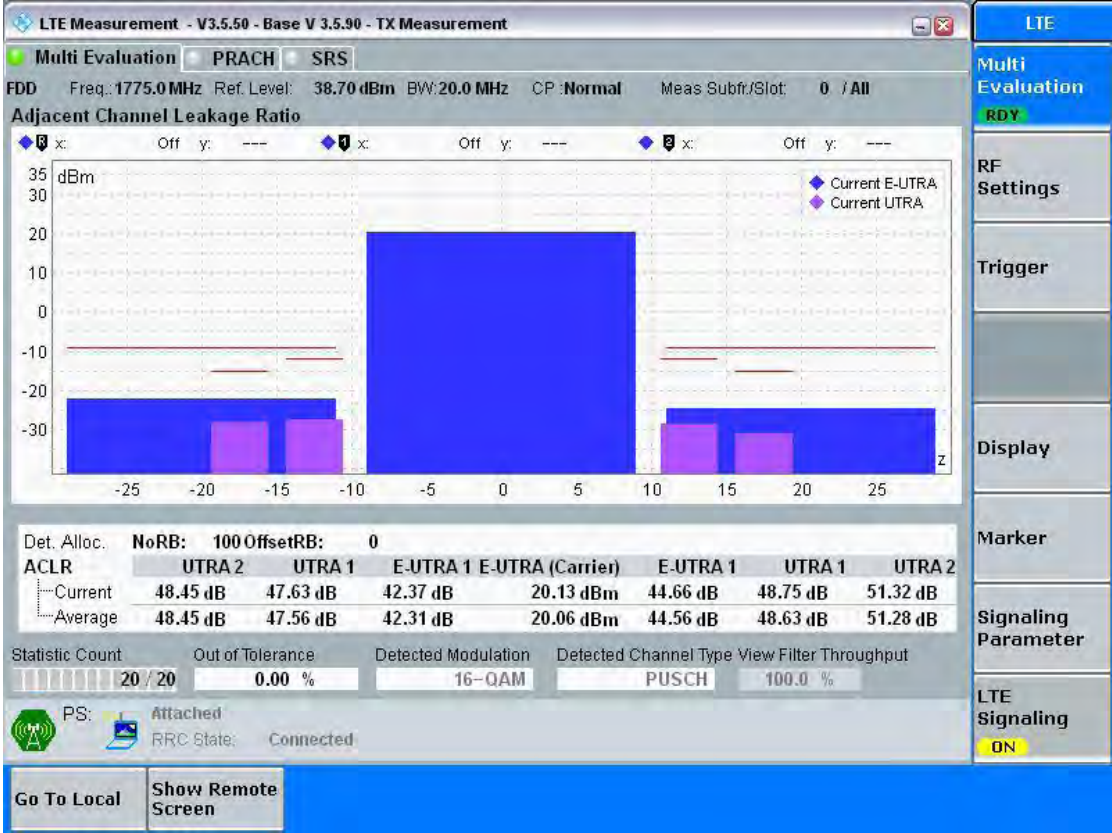 LTE Measurement - V3.5.50 - Base V 3.5.90 - TX Measurement
LTE
Multi Evaluation PRACH SRS
FDD Freq.: 1775.0 MHz Ref. Level: 38.70 dBm BW: 20.0 MHz CP : Normal Meas Subfr./Slot: 0 / All
Adjacent Channel Leakage Ratio
R x: Off y: --- 1 x: Off y: --- 2 x: Off y: ---
35 dBm
30
20
10
0
-10
-20
-30
Current E-UTRA
Current UTRA
Z
-25 -20 -15 -10 -5 0 5 10 15 20 25
Det. Alloc. NoRB: 100 OffsetRB: 0
ACLR UTRA 2 UTRA 1 E-UTRA 1 E-UTRA (Carrier) E-UTRA 1 UTRA 1 UTRA 2
Current 48.45 dB 47.63 dB 42.37 dB 20.13 dBm 44.66 dB 48.75 dB 51.32 dB
Average 48.45 dB 47.56 dB 42.31 dB 20.06 dBm 44.56 dB 48.63 dB 51.28 dB
Statistic Count Out of Tolerance Detected Modulation Detected Channel Type View Filter Throughput
20 / 20 0.00 % 16-QAM PUSCH 100.0 %
PS: Attached
RRC State: Connected
Go To Local
Show Remote
Screen
Multi
Evaluation
RDY
RF
Settings
Trigger
Display
Marker
Signaling
Parameter
LTE
Signaling
ON